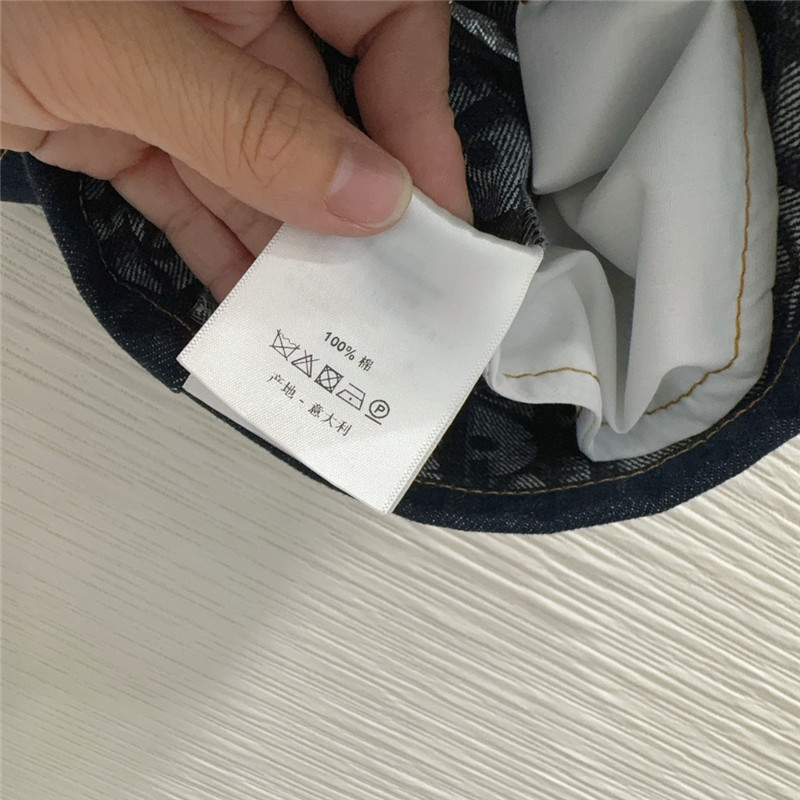 100% 棉
P
产地 - 意大利